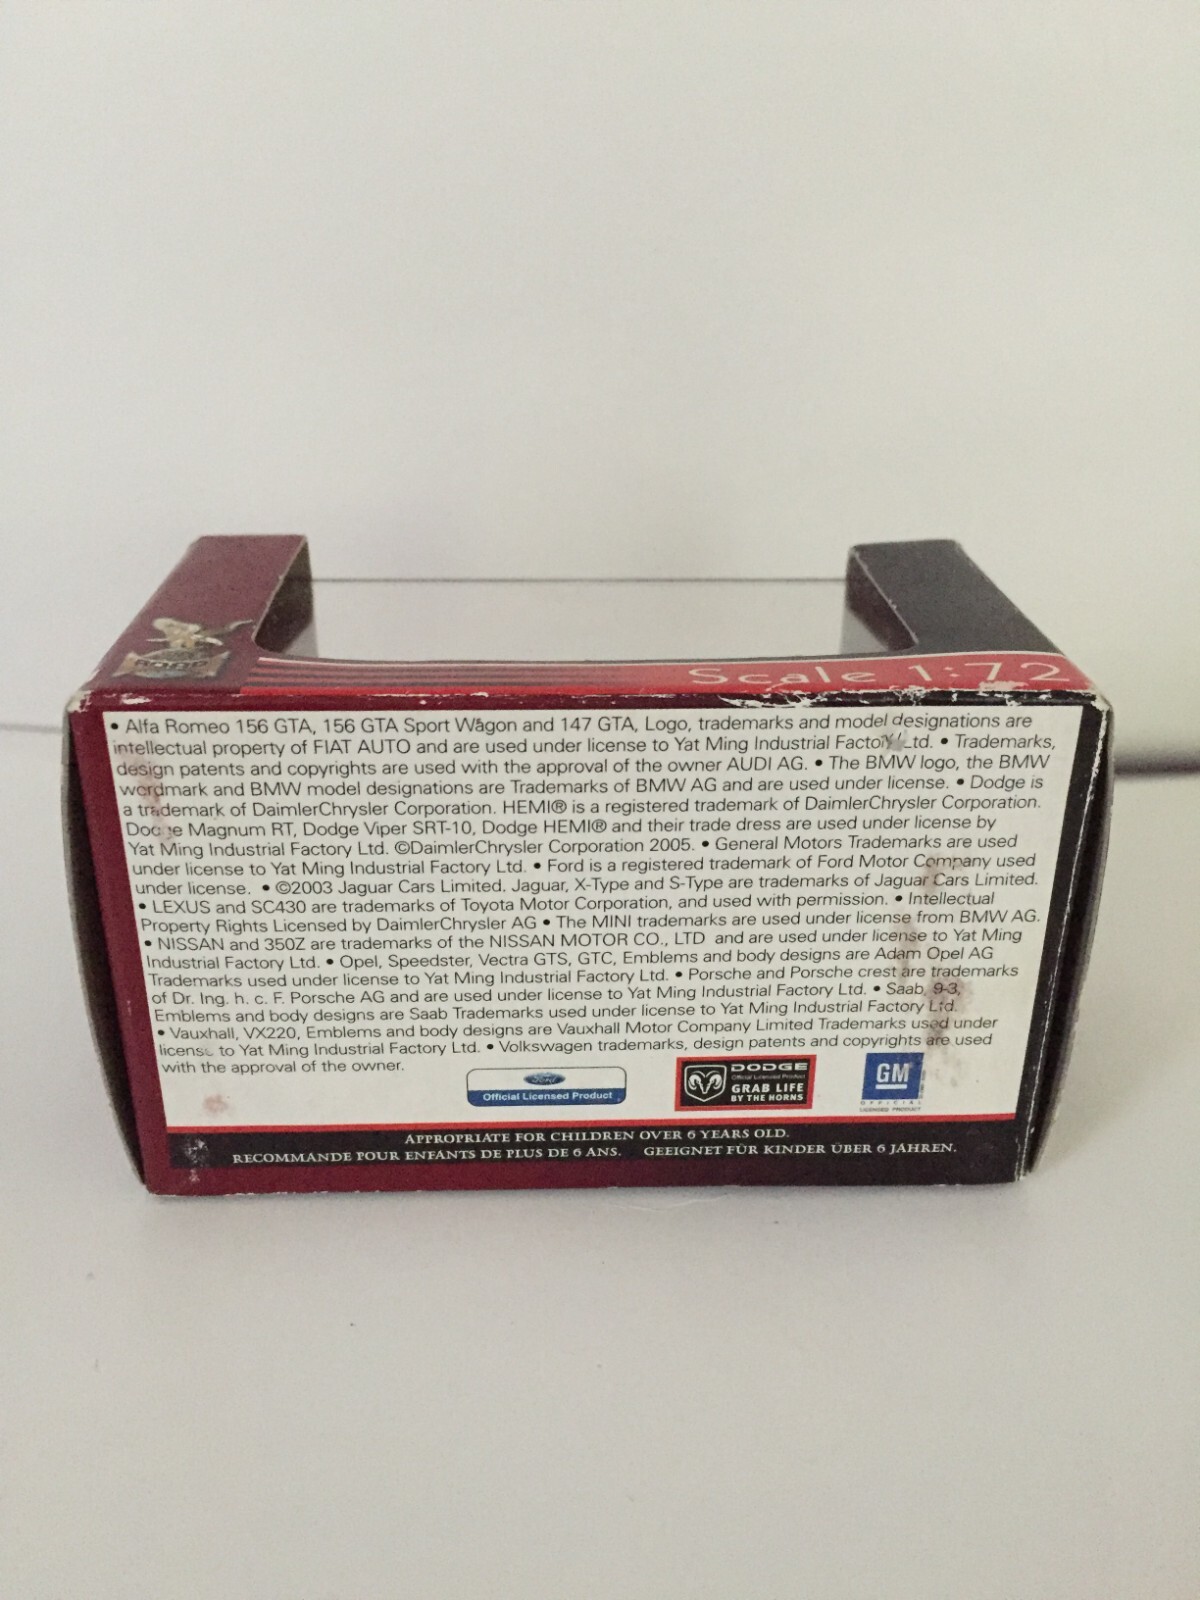 ROAD
Scale 1:72
• Alfa Romeo 156 GTA, 156 GTA Sport Wagon and 147 GTA, Logo, trademarks and model designations are
intellectual property of FIAT AUTO and are used under license to Yat Ming Industrial Factory Ltd. • Trademarks,
design patents and copyrights are used with the approval of the owner AUDI AG. • The BMW logo, the BMW
wordmark and BMW model designations are Trademarks of BMW AG and are used under license. • Dodge is
a trademark of DaimlerChrysler Corporation. HEMI® is a registered trademark of DaimlerChrysler Corporation.
Dodge Magnum RT, Dodge Viper SRT-10, Dodge HEMI® and their trade dress are used under license by
Yat Ming Industrial Factory Ltd. ©DaimlerChrysler Corporation 2005. • General Motors Trademarks are used
under license to Yat Ming Industrial Factory Ltd. • Ford is a registered trademark of Ford Motor Company used
under license. • ©2003 Jaguar Cars Limited. Jaguar, X-Type and S-Type are trademarks of Jaguar Cars Limited.
• LEXUS and SC430 are trademarks of Toyota Motor Corporation, and used with permission. • Intellectual
Property Rights Licensed by DaimlerChrysler AG • The MINI trademarks are used under license from BMW AG.
• NISSAN and 350Z are trademarks of the NISSAN MOTOR CO., LTD and are used under license to Yat Ming
Industrial Factory Ltd. • Opel, Speedster, Vectra GTS, GTC, Emblems and body designs are Adam Opel AG
Trademarks used under license to Yat Ming Industrial Factory Ltd. • Porsche and Porsche crest are trademarks
of Dr. Ing. h. c. F. Porsche AG and are used under license to Yat Ming Industrial Factory Ltd. • Saab, 9-3,
Emblems and body designs are Saab Trademarks used under license to Yat Ming Industrial Factory Ltd.
• Vauxhall, VX220, Emblems and body designs are Vauxhall Motor Company Limited Trademarks used under
license to Yat Ming Industrial Factory Ltd. • Volkswagen trademarks, design patents and copyrights are used
with the approval of the owner.
Ford
Official Licensed Product
DODGE
Official Licensed Product
GRAB LIFE
BY THE HORNS
GM
OFFICIAL
LICENSED PRODUCT
APPROPRIATE FOR CHILDREN OVER 6 YEARS OLD.
RECOMMANDE POUR ENFANTS DE PLUS DE 6 ANS. GEEIGNET FÜR KINDER ÜBER 6 JAHREN.